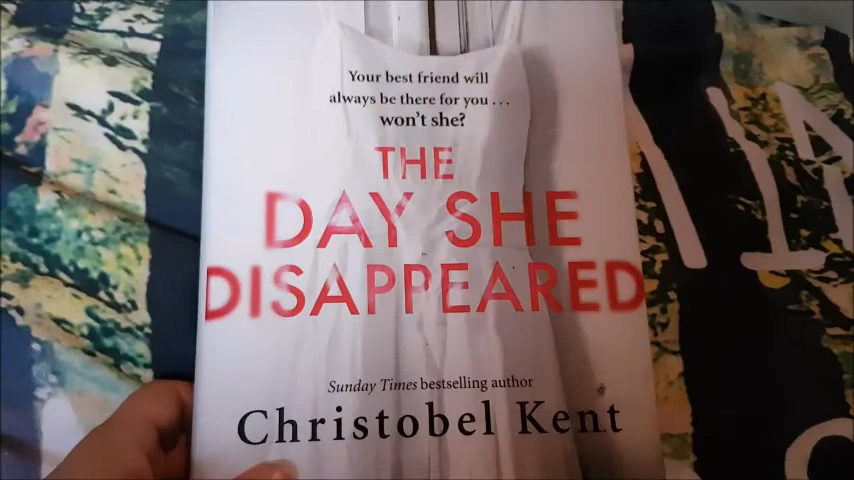 Your best friend will
always be there for you...
won't she?
THE
DAY SHE
DISAPPEARED
Sunday Times bestselling author
Christobel Kent